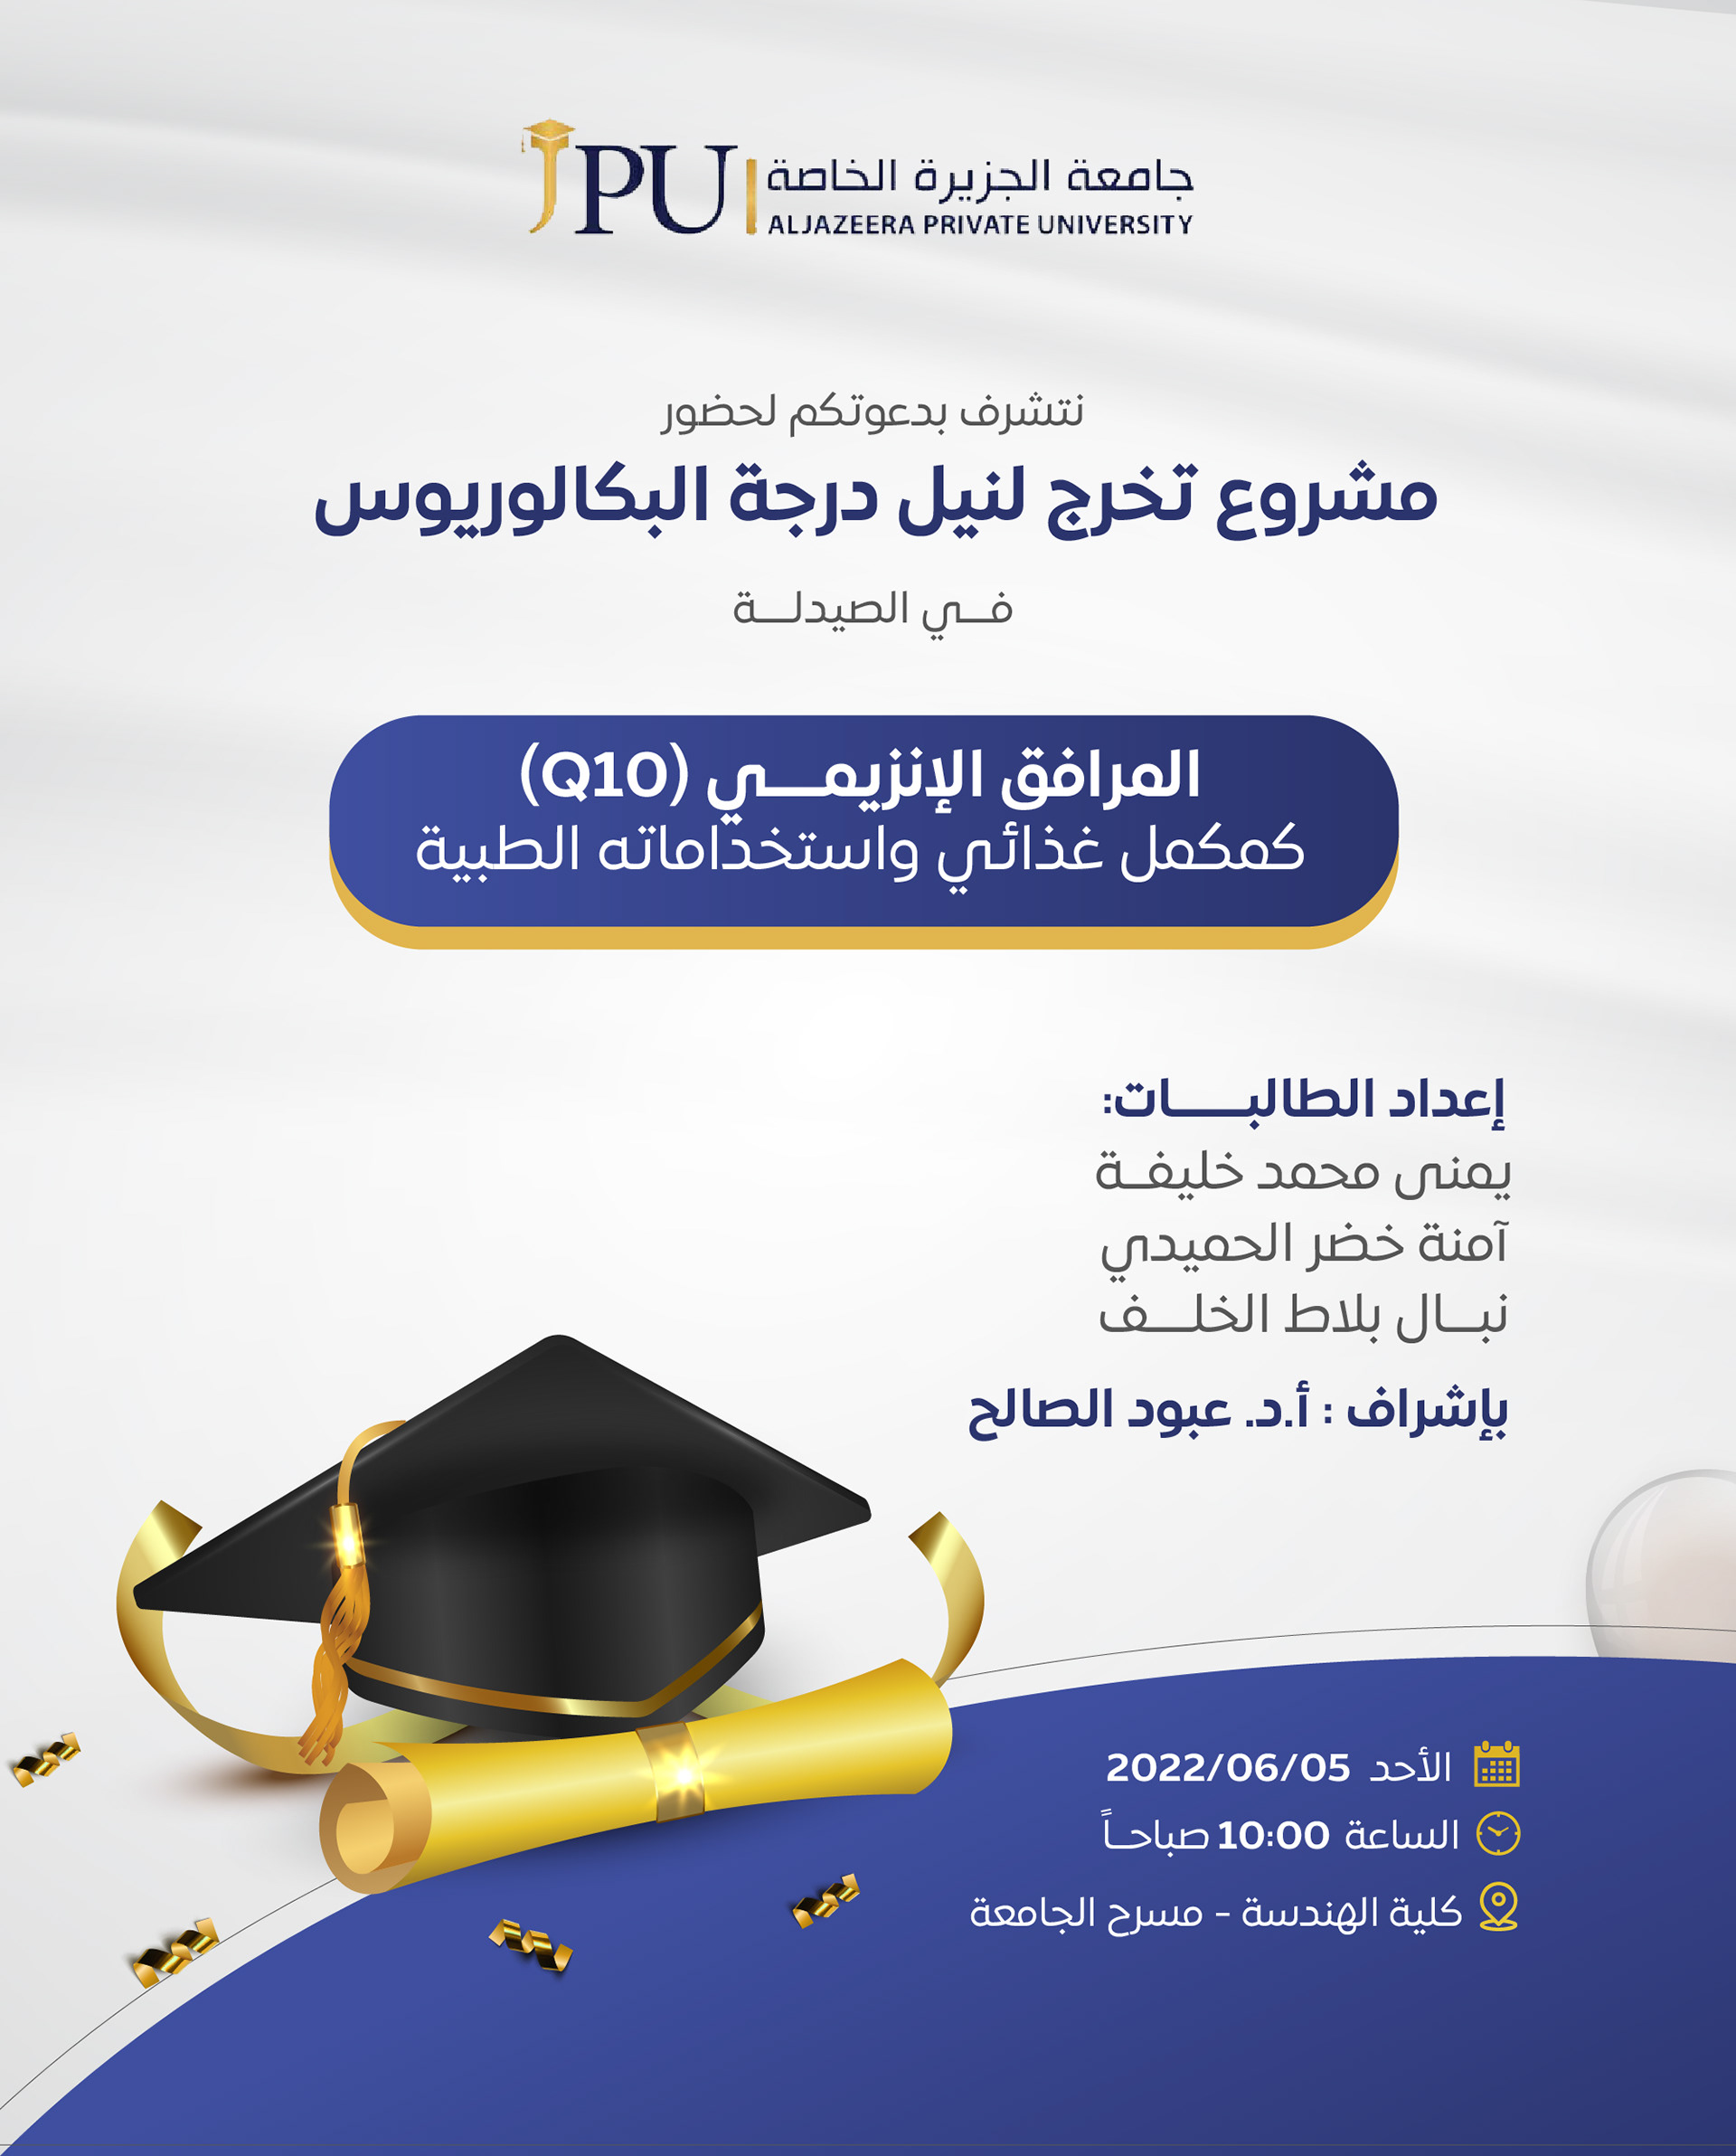 JPU
جامعة الجزيرة الخاصة
ALJAZEERA PRIVATE UNIVERSITY
نتشرف بدعوتكم لحضور
مشروع تخرج لنيل درجة البكالوريوس
فـي الصيدلـة
المرافق الإنزيمـي (Q10)
كمكمل غذائي واستخداماته الطبية
إعداد الطالبـات:
يمنى محمد خليفـة
آمنة خضر الحميدي
نبـال بلاط الخلـف
بإشراف : أ.د. عبود الصالح
الأحد 2022/06/05
الساعة 10:00 صباحـاً
كلية الهندسة - مسرح الجامعة